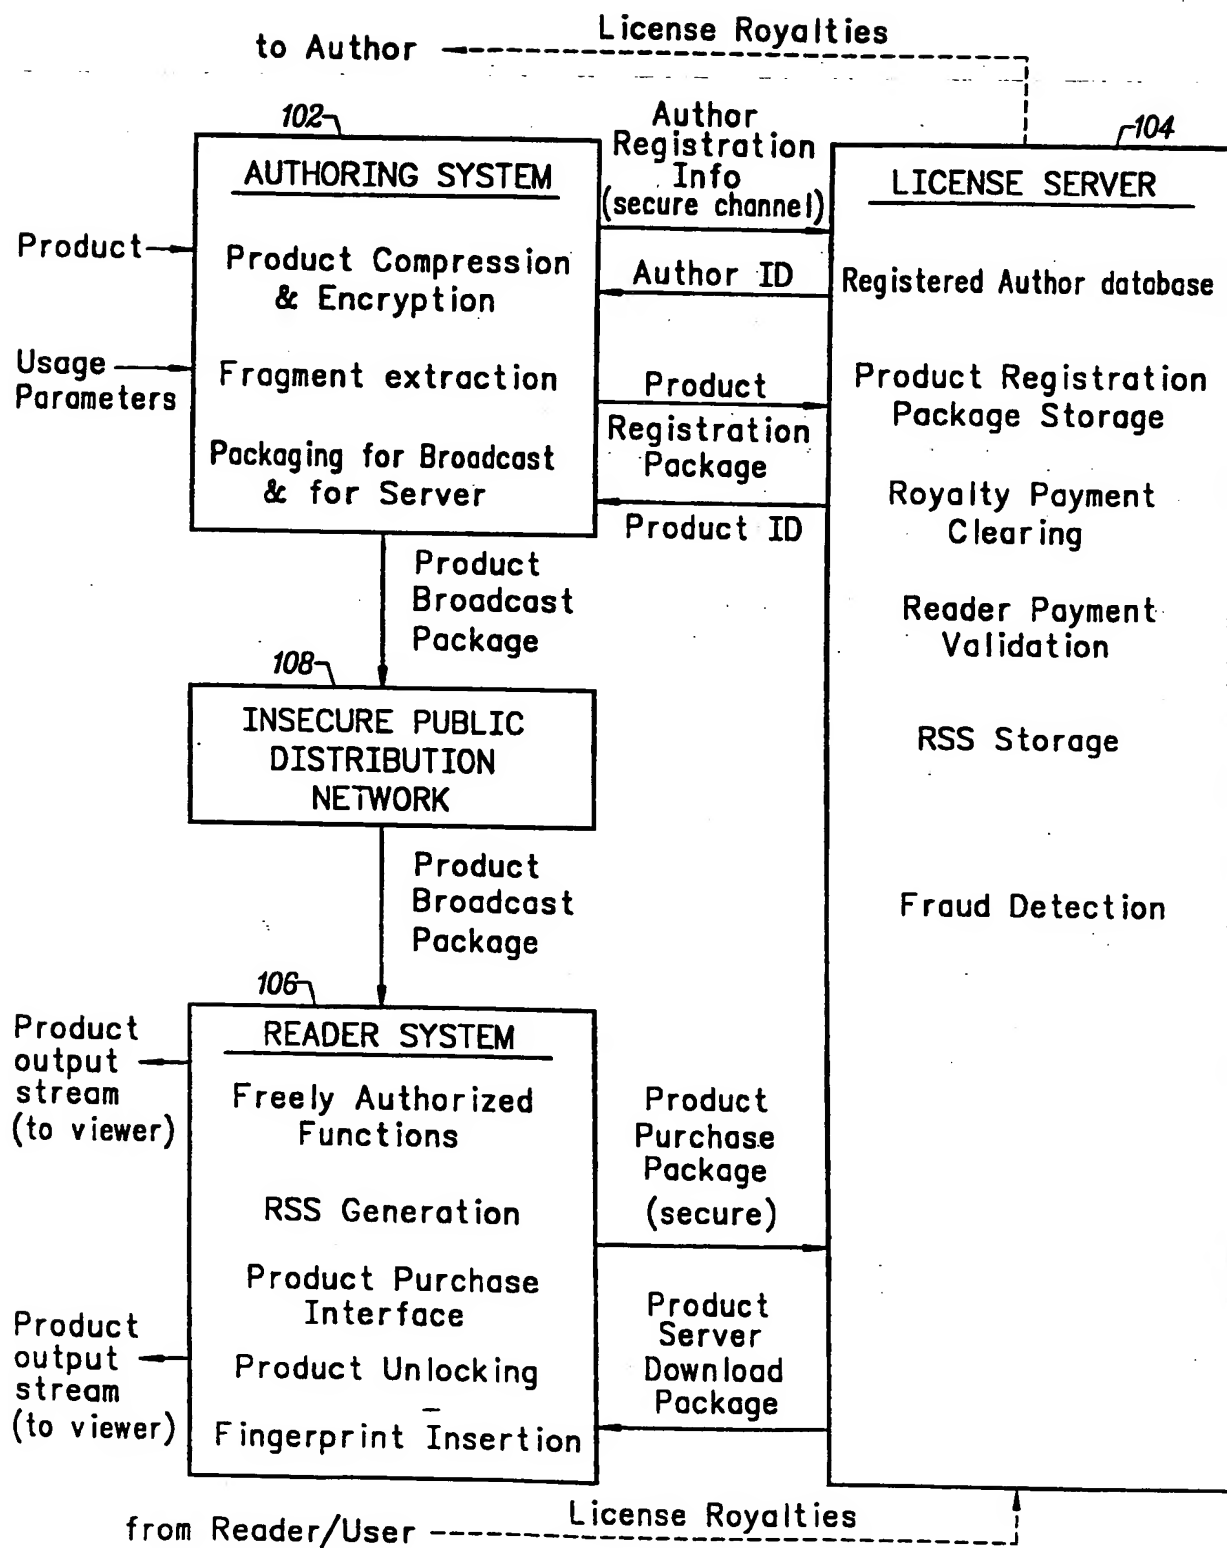 License Royalties
to Author
102
AUTHORING SYSTEM
Product Compression
& Encryption
Fragment extraction
Packaging for Broadcast
& for Server
Product
Usage
Parameters
Author
Registration
Info
(secure channel)
Author ID
Product
Registration
Package
Product ID
104
LICENSE SERVER
Registered Author database
Product Registration
Package Storage
Royalty Payment
Clearing
Reader Payment
Validation
RSS Storage
Fraud Detection
Product
Broadcast
Package
108
INSECURE PUBLIC
DISTRIBUTION
NETWORK
Product
Broadcast
Package
106
READER SYSTEM
Freely Authorized
Functions
RSS Generation
Product Purchase
Interface
Product Unlocking
Fingerprint Insertion
Product
output
stream
(to viewer)
Product
output
stream
(to viewer)
Product
Purchase
Package
(secure)
Product
Server
Download
Package
License Royalties
from Reader/User